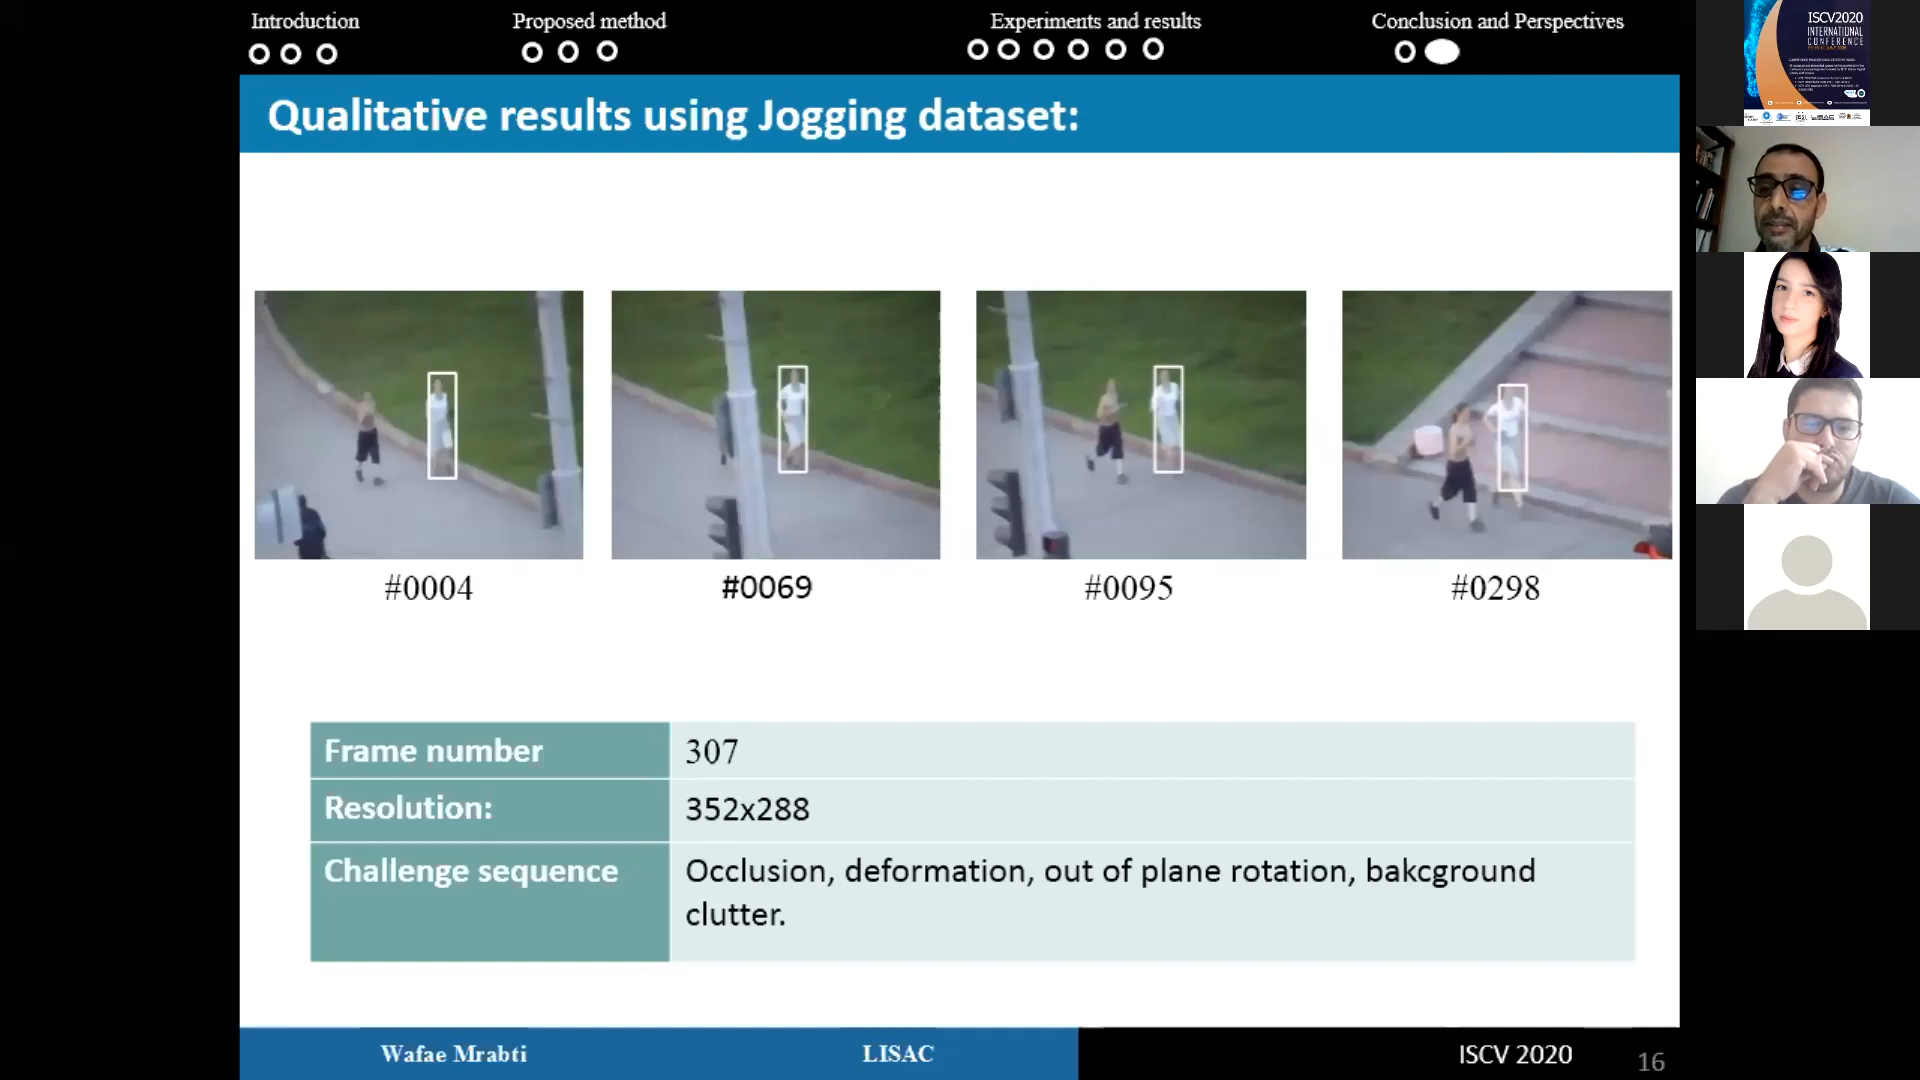 Introduction Proposed method Experiments and results Conclusion and Perspectives
Qualitative results using Jogging dataset:
#0004 #0069 #0095 #0298
Frame number 307
Resolution: 352x288
Challenge sequence Occlusion, deformation, out of plane rotation, bakcground
clutter.
Wafae Mrabti LISAC ISCV 2020 16
ISCV2020
INTERNATIONAL
CONFERENCE